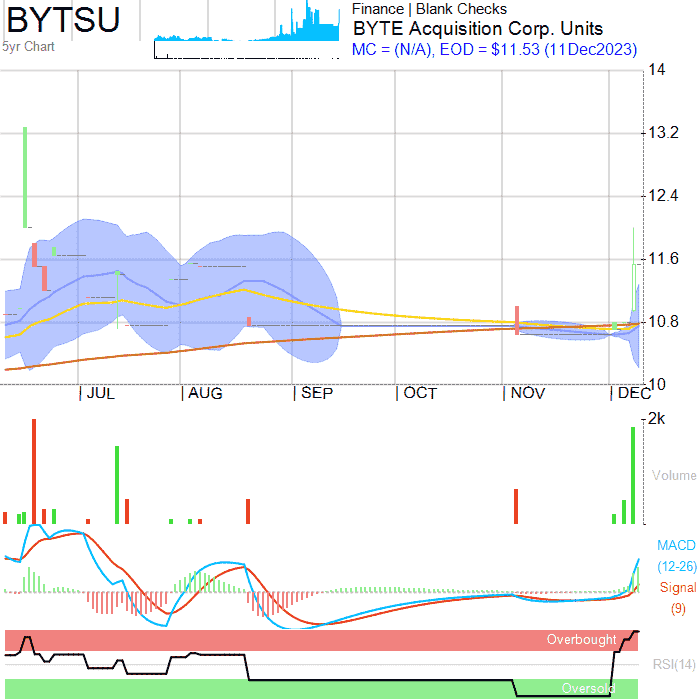 BYTSU
5yr Chart
Finance | Blank Checks
BYTE Acquisition Corp. Units
MC = (N/A), EOD = $11.53 (11Dec2023)
14
13.2
12.4
11.6
10.8
10
| JUL | AUG | SEP | OCT | NOV | DEC
2k
Volume
MACD
(12-26)
Signal
(9)
Overbought
RSI(14)
Oversold